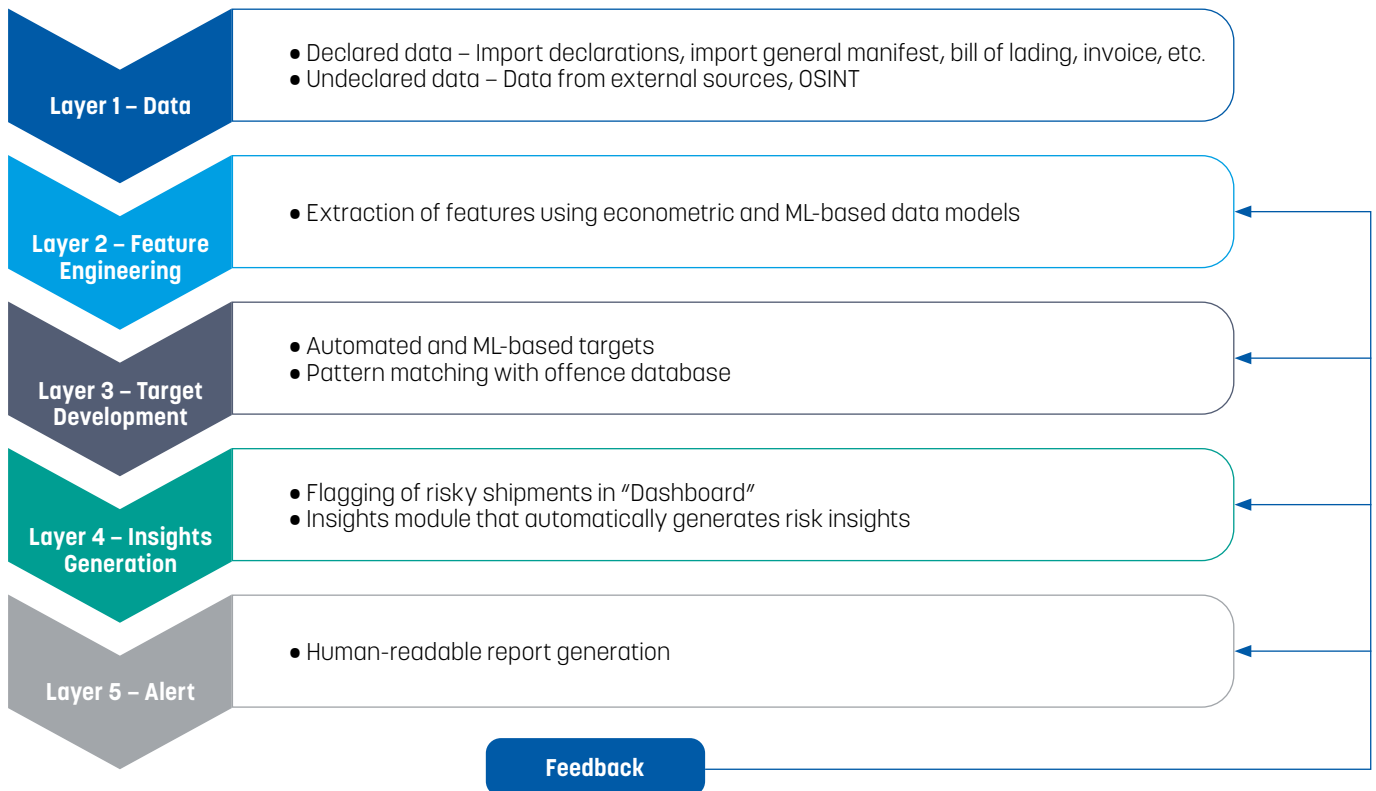 Layer 1 – Data
● Declared data – Import declarations, import general manifest, bill of lading, invoice, etc.
● Undeclared data – Data from external sources, OSINT
Layer 2 – Feature
Engineering
● Extraction of features using econometric and ML-based data models
Layer 3 – Target
Development
● Automated and ML-based targets
● Pattern matching with offence database
Layer 4 – Insights
Generation
● Flagging of risky shipments in “Dashboard”
● Insights module that automatically generates risk insights
Layer 5 – Alert
● Human-readable report generation
Feedback